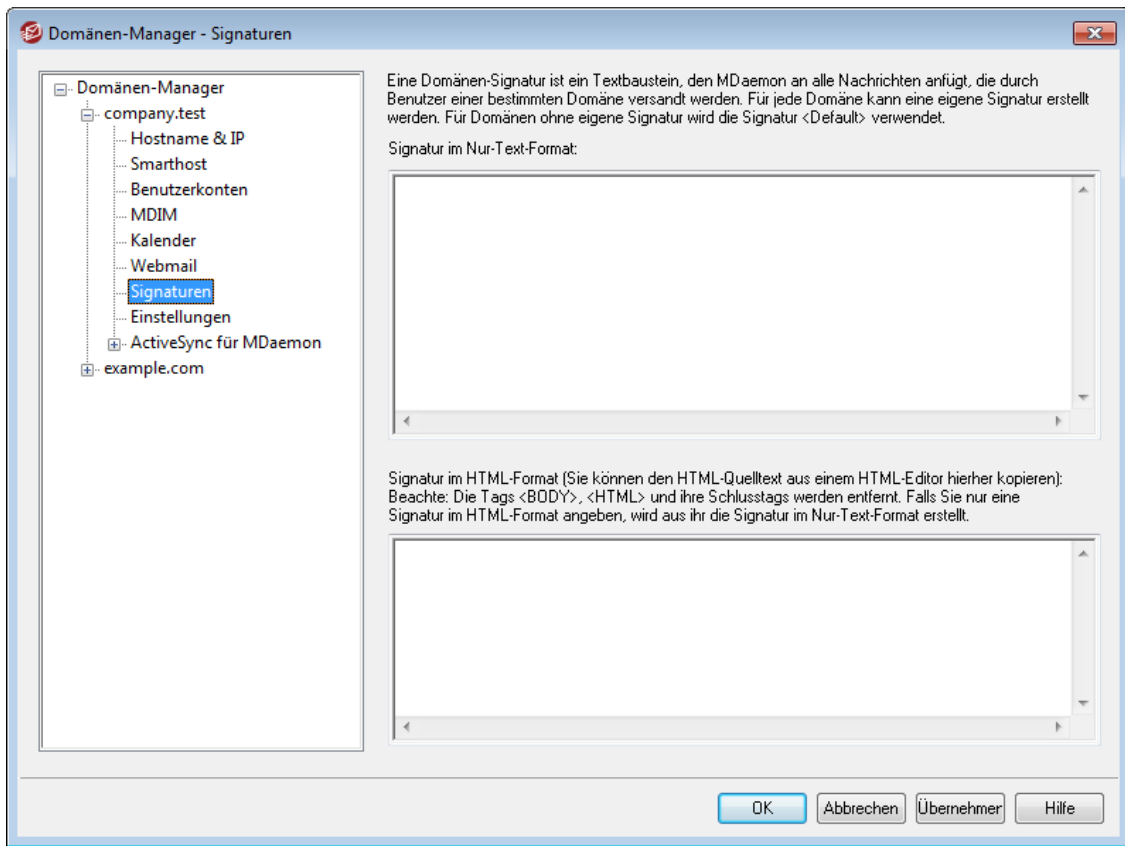 Domänen-Manager - Signaturen
Domänen-Manager
company.test
Hostname & IP
Smarthost
Benutzerkonten
MDIM
Kalender
Webmail
Signaturen
Einstellungen
ActiveSync für MDaemon
example.com
Eine Domänen-Signatur ist ein Textbaustein, den MDaemon an alle Nachrichten anfügt, die durch
Benutzer einer bestimmten Domäne versandt werden. Für jede Domäne kann eine eigene Signatur erstellt
werden. Für Domänen ohne eigene Signatur wird die Signatur <Default> verwendet.
Signatur im Nur-Text-Format:
Signatur im HTML-Format (Sie können den HTML-Quelltext aus einem HTML-Editor hierher kopieren):
Beachte: Die Tags <BODY>, <HTML> und ihre Schlusstags werden entfernt. Falls Sie nur eine
Signatur im HTML-Format angeben, wird aus ihr die Signatur im Nur-Text-Format erstellt.
OK
Abbrechen
Übernehmer
Hilfe